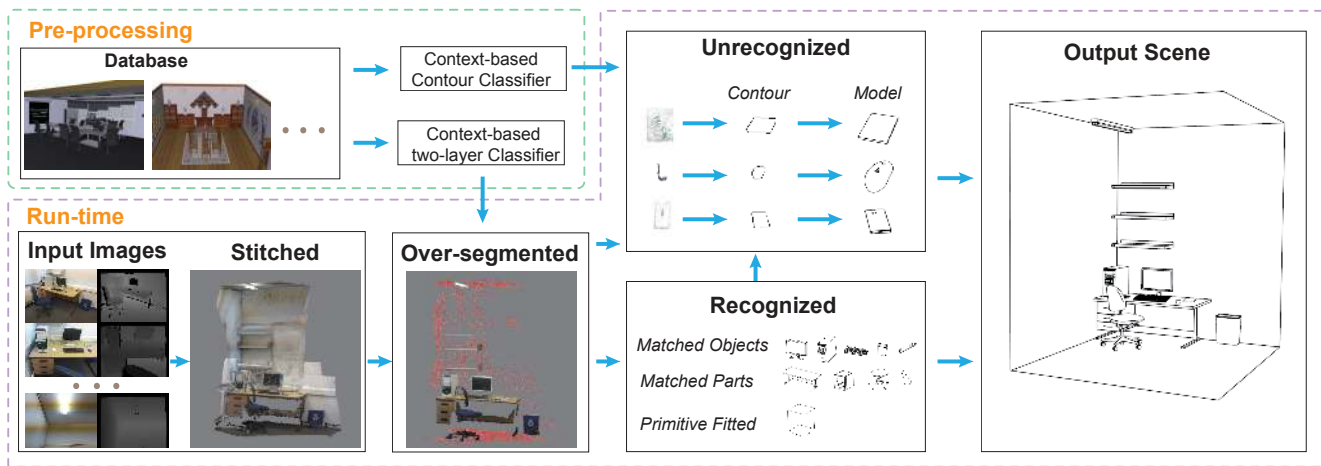 Pre-processing
Database
Context-based
Contour Classifier
Context-based
two-layer Classifier
Unrecognized
Contour
Model
Output Scene
Run-time
Input Images
Stitched
Over-segmented
Recognized
Matched Objects
Matched Parts
Primitive Fitted